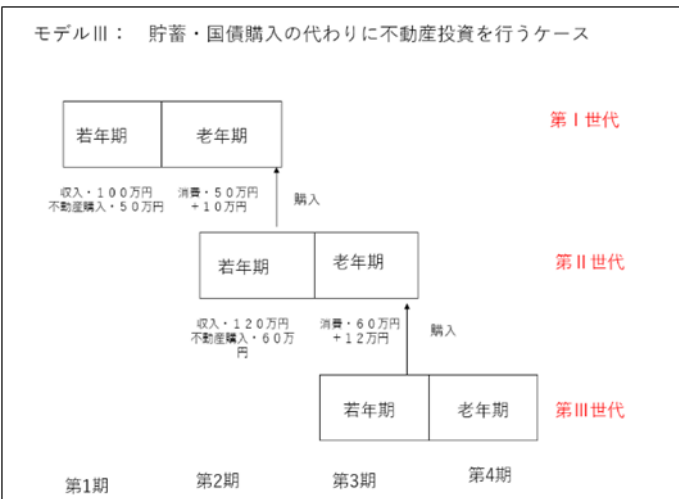 モデルⅢ： 貯蓄・国債購入の代わりに不動産投資を行うケース
若年期 老年期
第Ⅰ世代
収入・１００万円
不動産購入・５０万円
消費・５０万円
＋１０万円
購入
若年期 老年期
第Ⅱ世代
収入・１２０万円
不動産購入・６０万
円
消費・６０万円
＋１２万円
購入
若年期 老年期
第Ⅲ世代
第1期 第2期 第3期 第4期